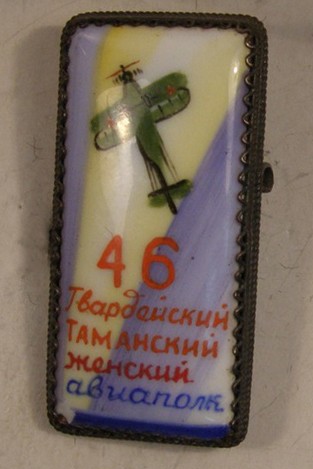 46
Гвардейский
ТАМАНСКИЙ
женский
авиаполк